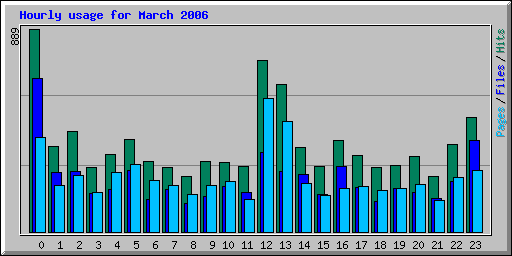 Hourly usage for March 2006
889
Pages/Files/Hits
0 1 2 3 4 5 6 7 8 9 10 11 12 13 14 15 16 17 18 19 20 21 22 23